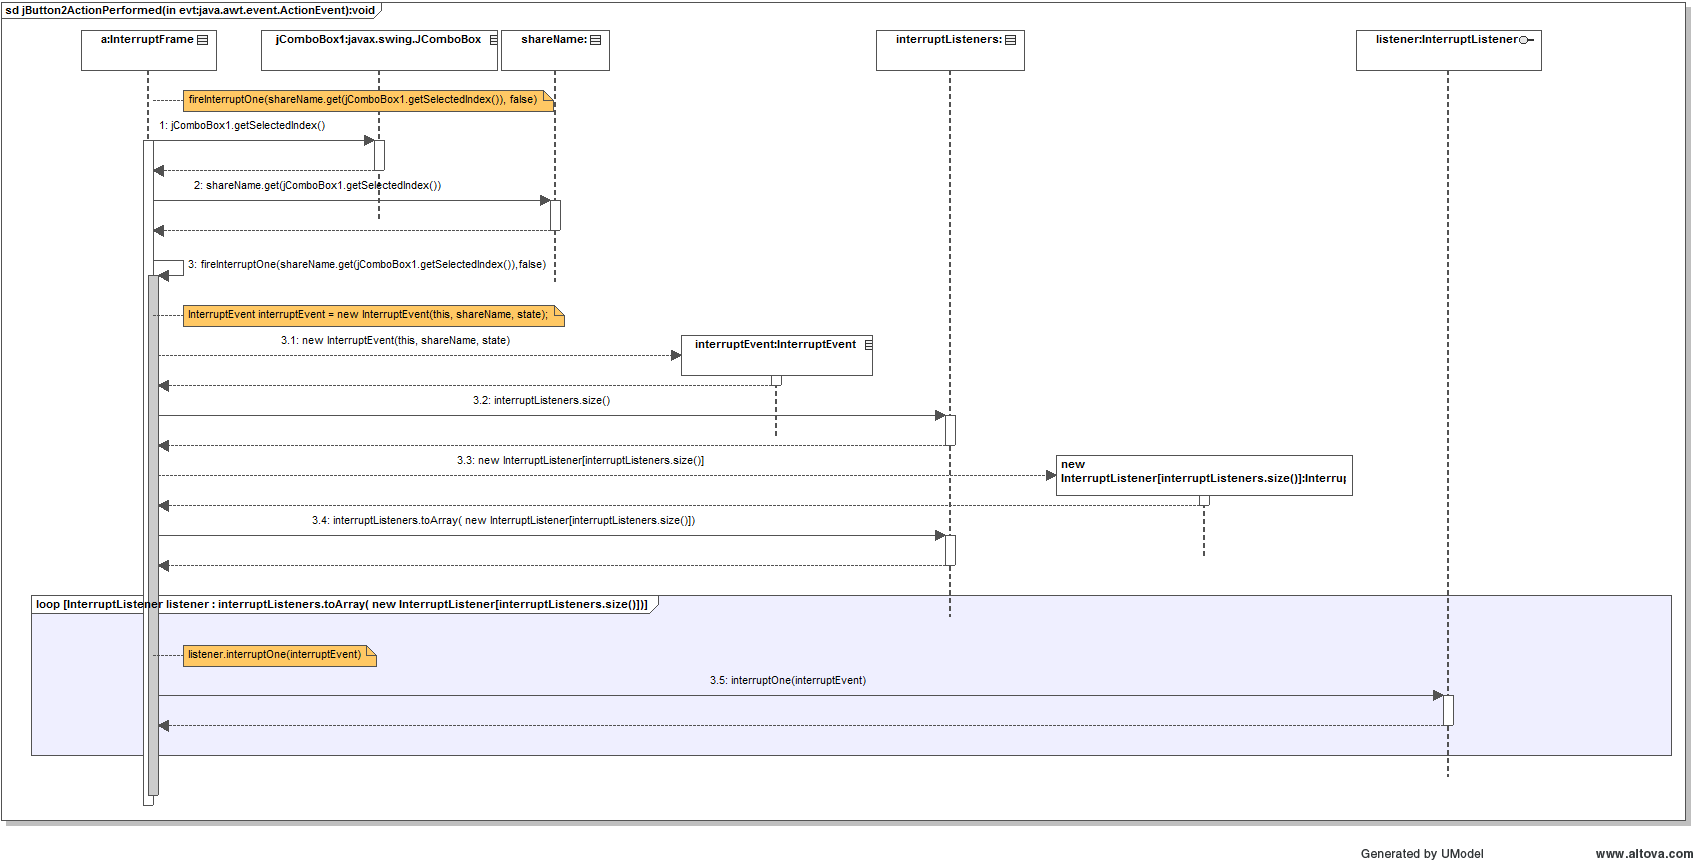 sd jButton2ActionPerformed(in evt:java.awt.event.ActionEvent):void
a:InterruptFrame
jComboBox1:javax.swing.JComboBox
shareName:
interruptListeners:
listener:InterruptListener
fireInterruptOne(shareName.get(jComboBox1.getSelectedIndex()), false)
1: jComboBox1.getSelectedIndex()
2: shareName.get(jComboBox1.getSelectedIndex())
3: fireInterruptOne(shareName.get(jComboBox1.getSelectedIndex()),false)
InterruptEvent interruptEvent = new InterruptEvent(this, shareName, state);
3.1: new InterruptEvent(this, shareName, state)
interruptEvent:InterruptEvent
3.2: interruptListeners.size()
3.3: new InterruptListener[interruptListeners.size()]
new
InterruptListener[interruptListeners.size()]:Interrup
3.4: interruptListeners.toArray( new InterruptListener[interruptListeners.size()])
loop [InterruptListener listener : interruptListeners.toArray( new InterruptListener[interruptListeners.size()])]
listener.interruptOne(interruptEvent)
3.5: interruptOne(interruptEvent)
Generated by UModel
www.altova.com